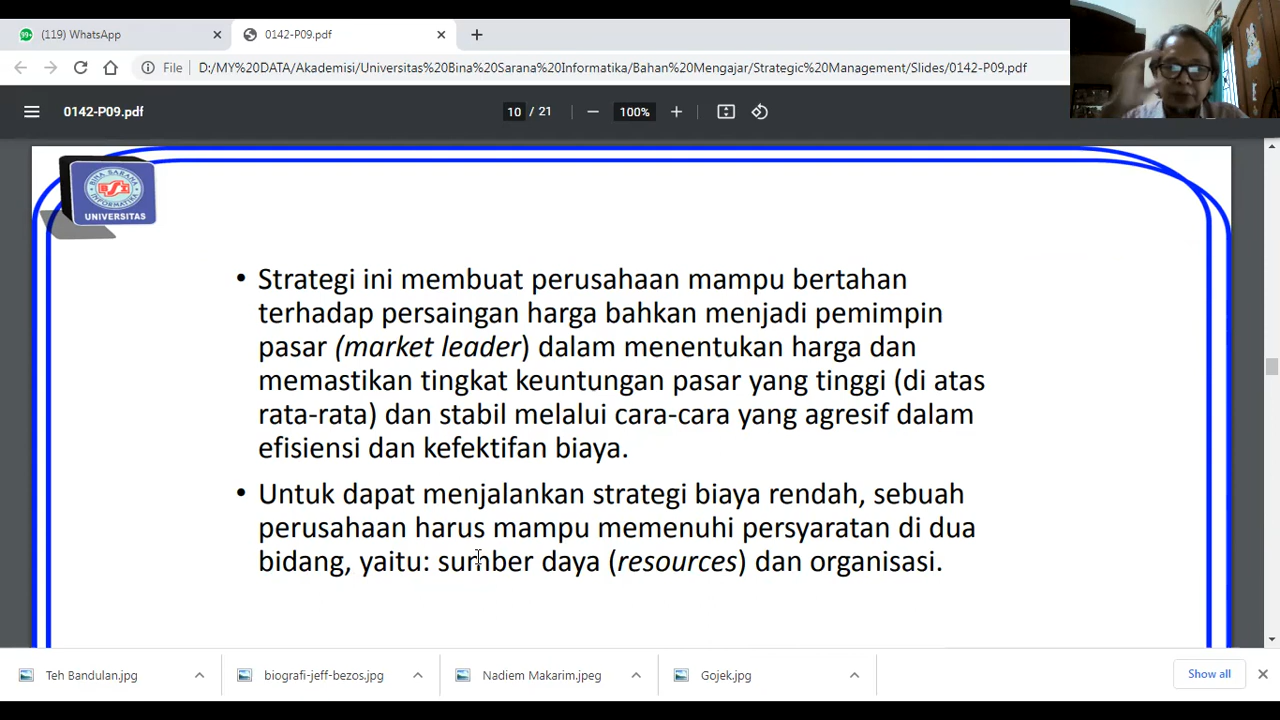 (119) WhatsApp
0142-P09.pdf
File D:/MY%20DATA/Akademisi/Universitas%20Bina%20Sarana%20Informatika/Bahan%20Mengajar/Strategic%20Management/Slides/0142-P09.pdf
0142-P09.pdf
10 / 21
100%
BINA SARANA
INFORMATIKA
UNIVERSITAS
• Strategi ini membuat perusahaan mampu bertahan
terhadap persaingan harga bahkan menjadi pemimpin
pasar (market leader) dalam menentukan harga dan
memastikan tingkat keuntungan pasar yang tinggi (di atas
rata-rata) dan stabil melalui cara-cara yang agresif dalam
efisiensi dan kefektifan biaya.
• Untuk dapat menjalankan strategi biaya rendah, sebuah
perusahaan harus mampu memenuhi persyaratan di dua
bidang, yaitu: sumber daya (resources) dan organisasi.
Teh Bandulan.jpg
biografi-jeff-bezos.jpg
Nadiem Makarim.jpeg
Gojek.jpg
Show all